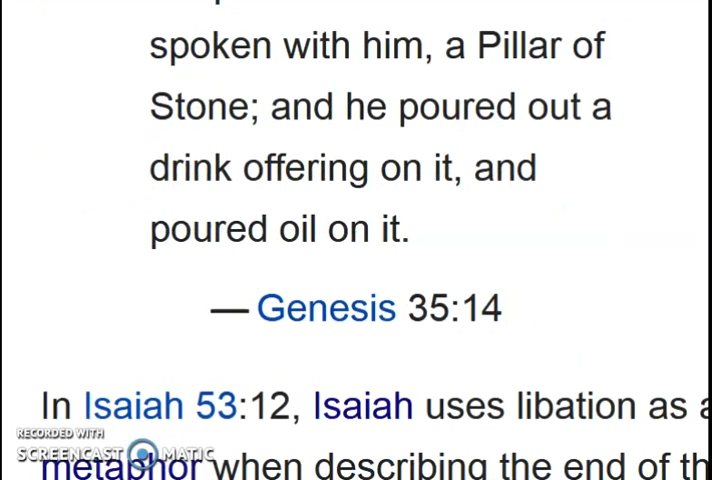 spoken with him, a Pillar of
Stone; and he poured out a
drink offering on it, and
poured oil on it.
— Genesis 35:14
In Isaiah 53:12, Isaiah uses libation as a
RECORDED WITH
SCREENCAST MATIC
metaphor when describing the end of th